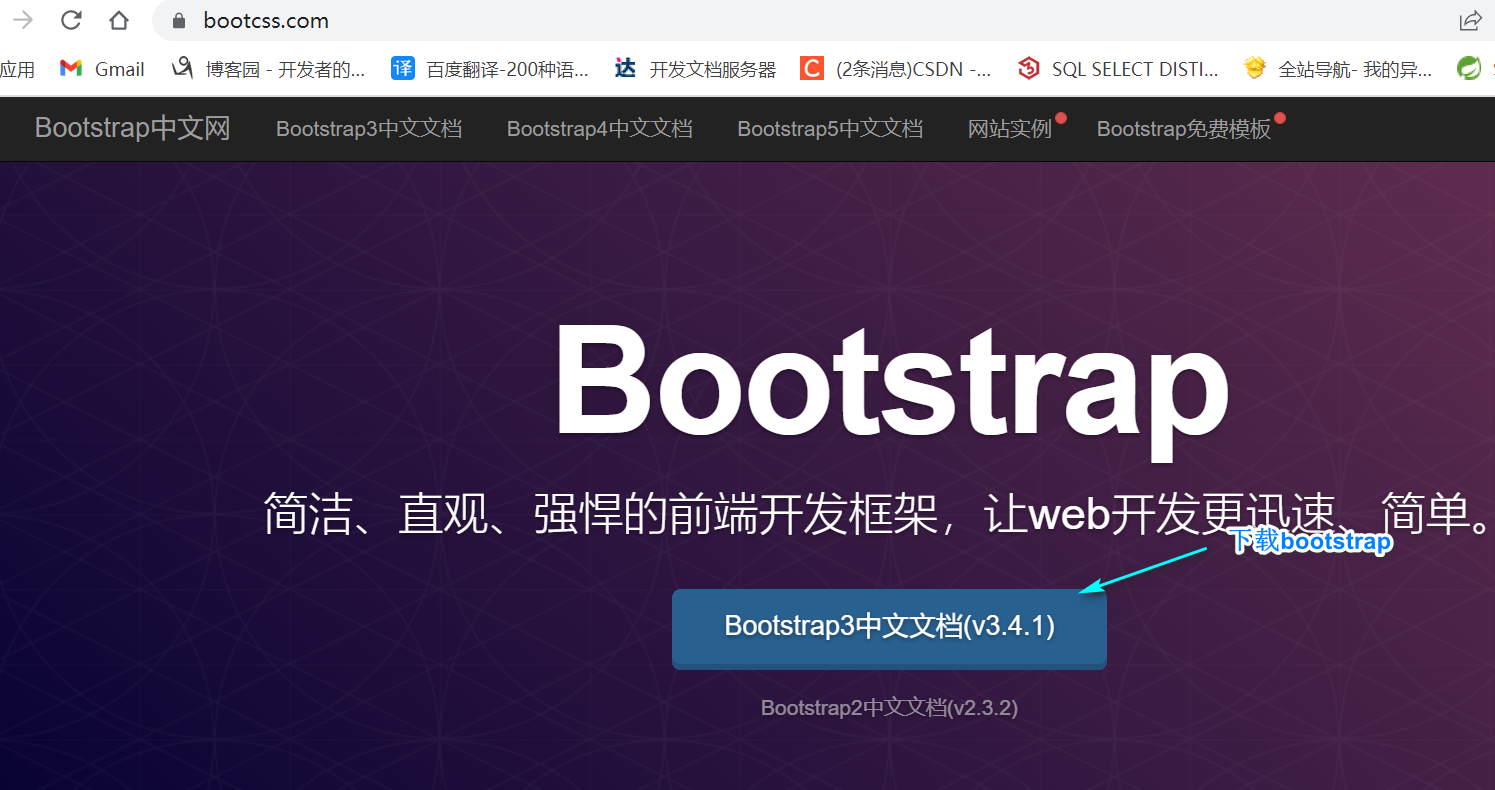 bootcss.com
应用 Gmail 博客园 - 开发者的... 译 百度翻译-200种语... 达 开发文档服务器 C (2条消息)CSDN -... SQL SELECT DISTI... 全站导航- 我的异...
Bootstrap中文网 Bootstrap3中文文档 Bootstrap4中文文档 Bootstrap5中文文档 网站实例 Bootstrap免费模板
Bootstrap
简洁、直观、强悍的前端开发框架，让web开发更迅速、简单。
下载bootstrap
Bootstrap3中文文档(v3.4.1)
Bootstrap2中文文档(v2.3.2)